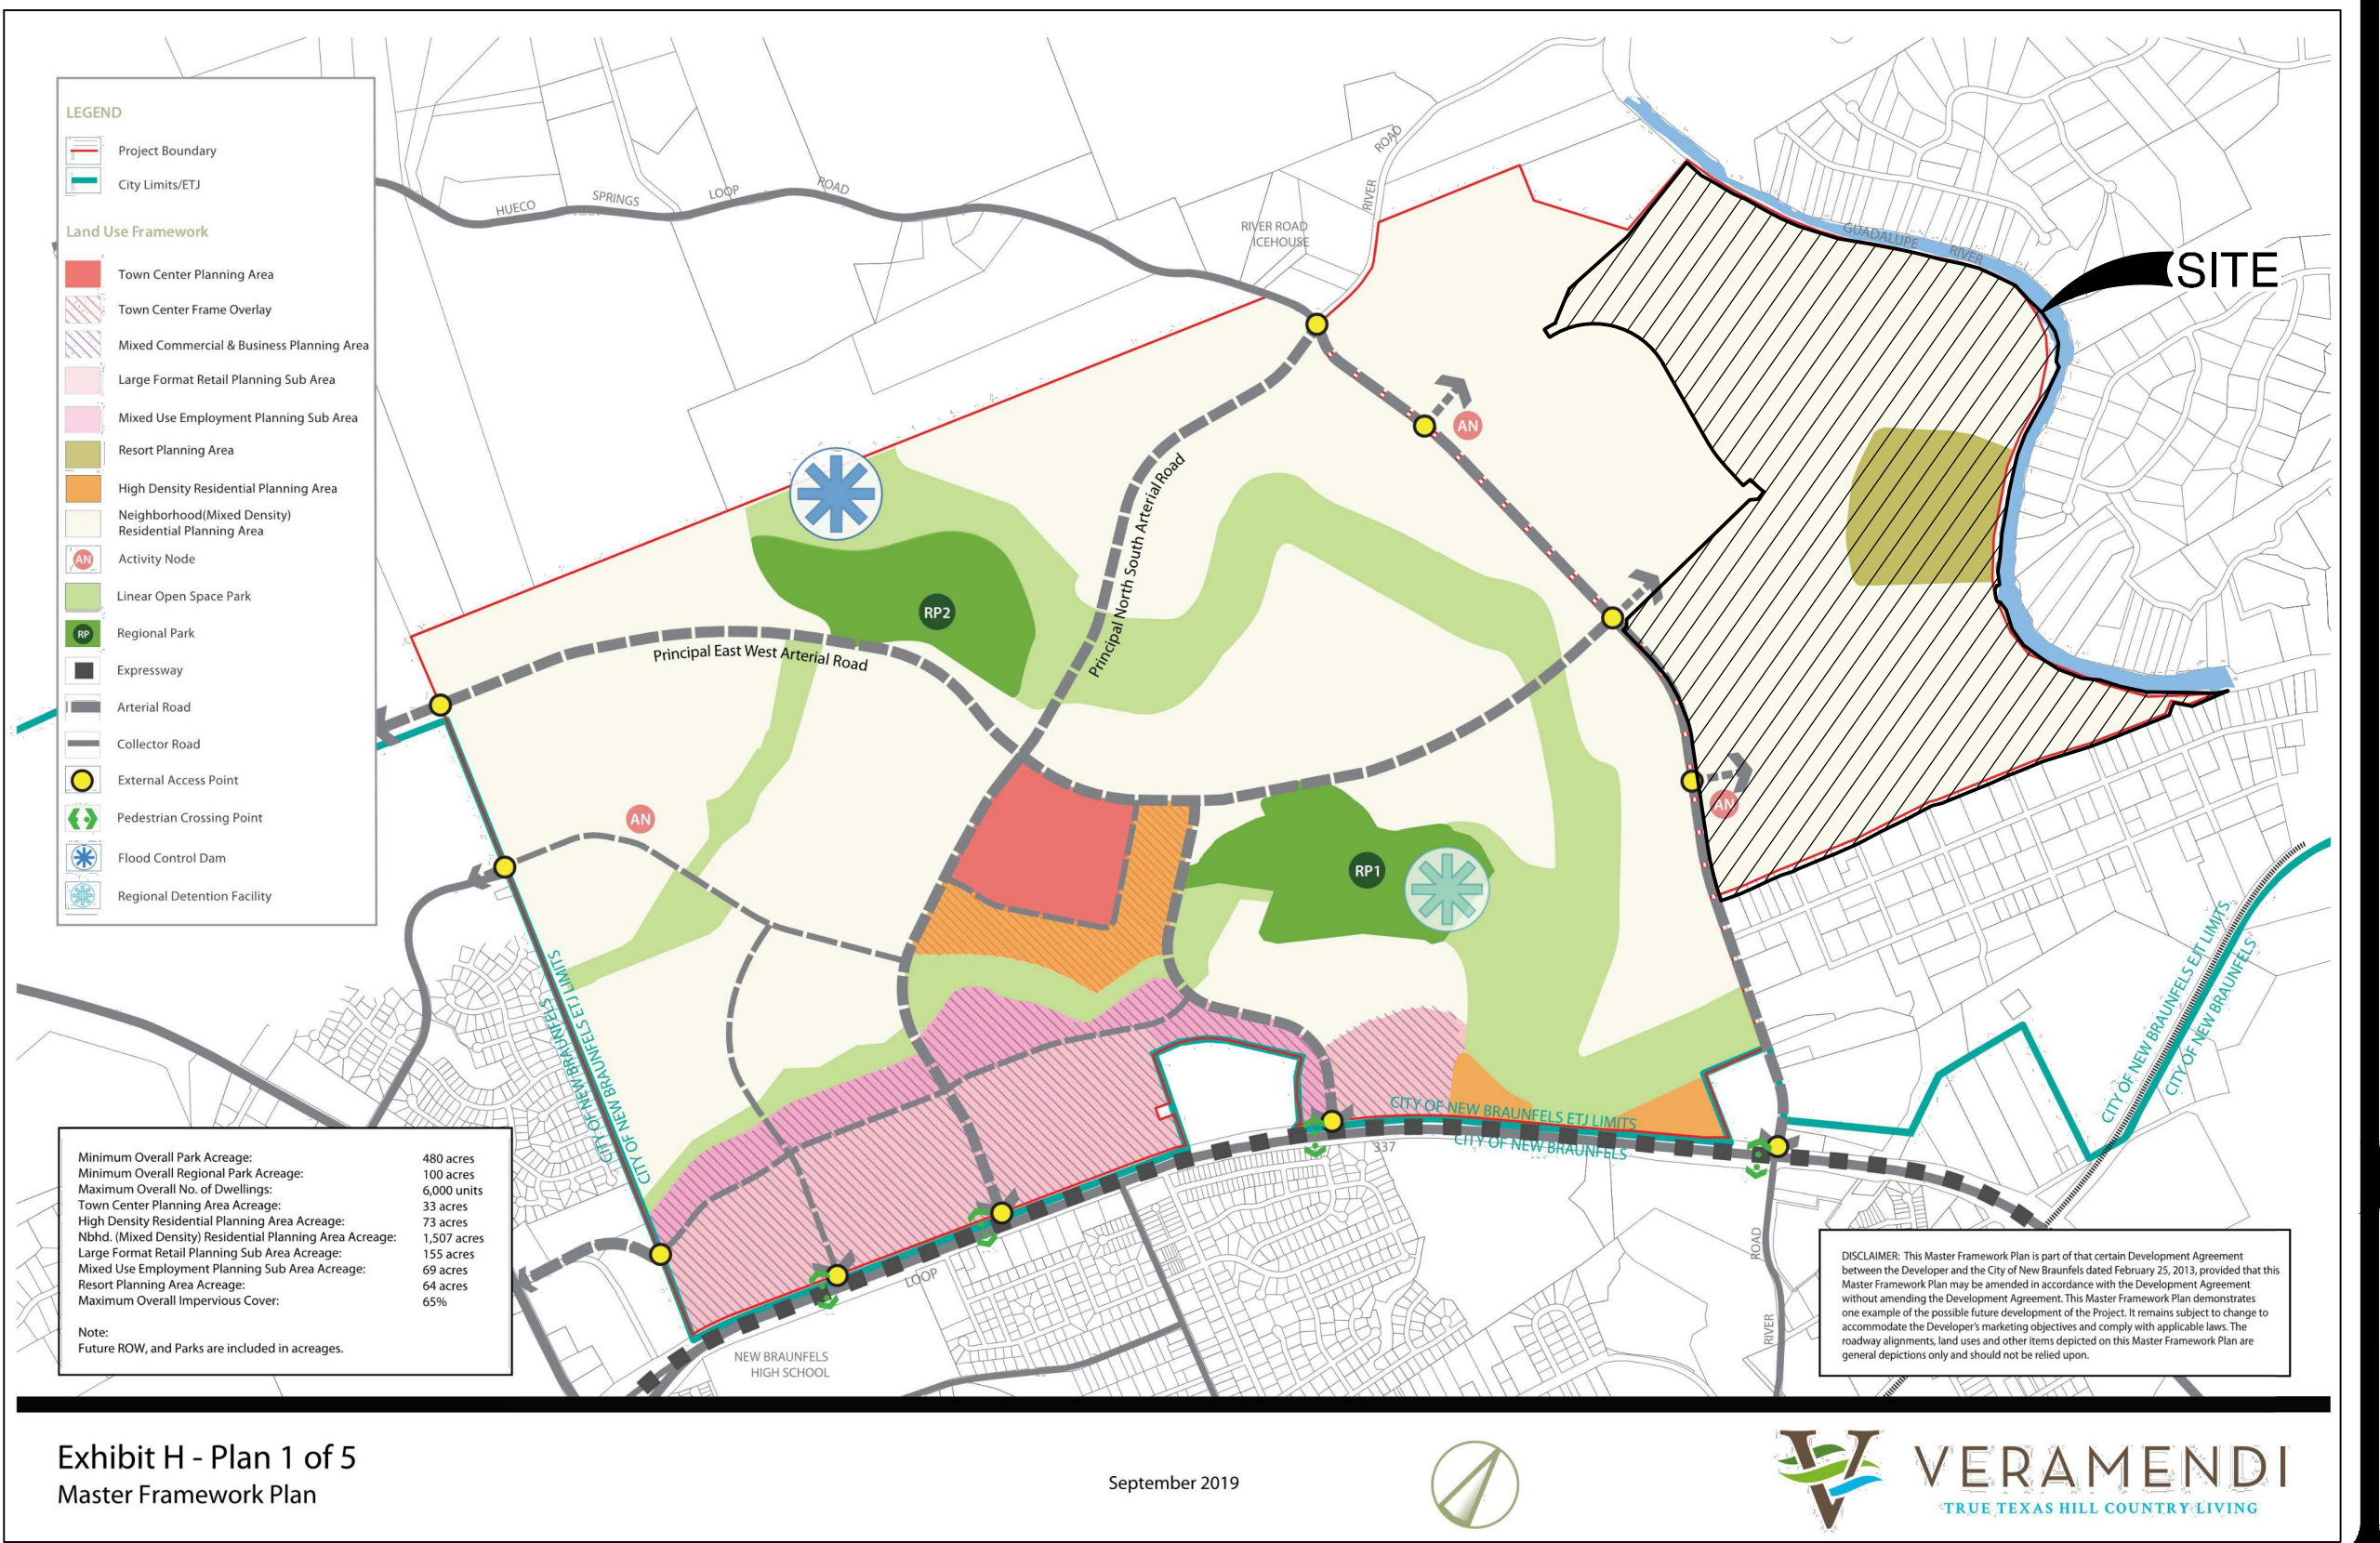 LEGEND
Project Boundary
City Limits/ETJ
Land Use Framework
Town Center Planning Area
Town Center Frame Overlay
Mixed Commercial & Business Planning Area
Large Format Retail Planning Sub Area
Mixed Use Employment Planning Sub Area
Resort Planning Area
High Density Residential Planning Area
Neighborhood(Mixed Density)
Residential Planning Area
AN Activity Node
Linear Open Space Park
RP Regional Park
Expressway
Arterial Road
Collector Road
External Access Point
Pedestrian Crossing Point
Flood Control Dam
Regional Detention Facility
HUECO SPRINGS LOOP ROAD
RIVER ROAD
ICEHOUSE
RIVER ROAD
GUADALUPE RIVER
SITE
AN
RP2
Principal North South Arterial Road
Principal East West Arterial Road
AN
AN
RP1
CITY OF NEW BRAUNFELS ETJ LIMITS
CITY OF NEW BRAUNFELS
CITY OF NEW BRAUNFELS EJT LIMITS
CITY OF NEW BRAUNFELS
CITY OF NEW BRAUNFELS ETJ LIMITS
CITY OF NEW BRAUNFELS
337
LOOP
RIVER ROAD
NEW BRAUNFELS
HIGH SCHOOL
Minimum Overall Park Acreage: 480 acres
Minimum Overall Regional Park Acreage: 100 acres
Maximum Overall No. of Dwellings: 6,000 units
Town Center Planning Area Acreage: 33 acres
High Density Residential Planning Area Acreage: 73 acres
Nbhd. (Mixed Density) Residential Planning Area Acreage: 1,507 acres
Large Format Retail Planning Sub Area Acreage: 155 acres
Mixed Use Employment Planning Sub Area Acreage: 69 acres
Resort Planning Area Acreage: 64 acres
Maximum Overall Impervious Cover: 65%
Note:
Future ROW, and Parks are included in acreages.
DISCLAIMER: This Master Framework Plan is part of that certain Development Agreement
between the Developer and the City of New Braunfels dated February 25, 2013, provided that this
Master Framework Plan may be amended in accordance with the Development Agreement
without amending the Development Agreement. This Master Framework Plan demonstrates
one example of the possible future development of the Project. It remains subject to change to
accommodate the Developer's marketing objectives and comply with applicable laws. The
roadway alignments, land uses and other items depicted on this Master Framework Plan are
general depictions only and should not be relied upon.
Exhibit H - Plan 1 of 5
Master Framework Plan
September 2019
VERAMENDI
TRUE TEXAS HILL COUNTRY LIVING